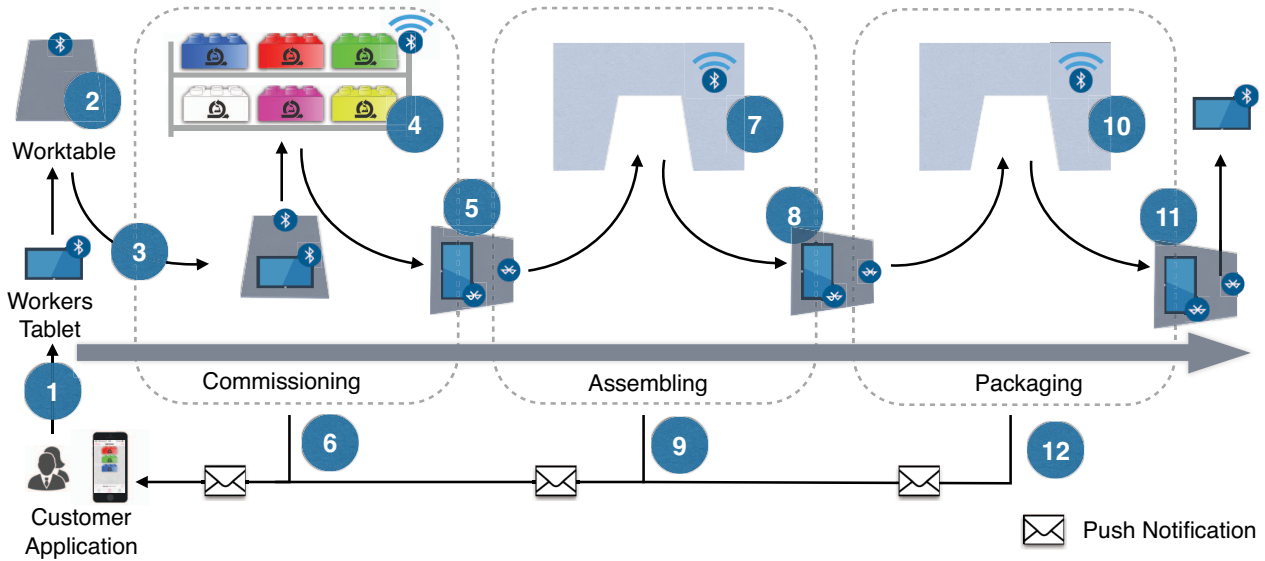 2
4
7
10
Worktable
5
8
11
3
Workers
Tablet
1
Commissioning
Assembling
Packaging
6
9
12
Customer
Application
Push Notification